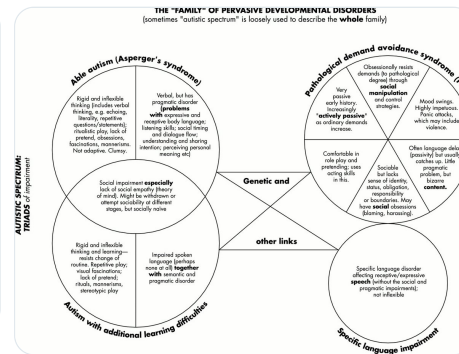 THE "FAMILY" OF PERVASIVE DEVELOPMENTAL DISORDERS
(sometimes "autistic spectrum" is loosely used to describe the whole family)
AUTISTIC SPECTRUM:
TRIADS of impairment
Able autism (Asperger's syndrome)
Rigid and inflexible
thinking (includes verbal
thinking, e.g. echoing,
literality, repetitive
questions/statements);
ritualistic play, lack of
pretend, obsessions,
fascinations, mannerisms.
Not adaptive. Clumsy.
Verbal, but has
pragmatic disorder
(problems
with expressive and
receptive body language;
listening skills; social timing
and dialogue flow;
understanding and sharing
intention; perceiving personal
meaning etc)
Social impairment especially
lack of social empathy (theory
of mind). Might be withdrawn or
attempt sociability at different
stages, but socially naive
Rigid and inflexible
thinking and learning—
resists change of
routine. Repetitive play;
visual fascinations;
lack of pretend;
rituals, mannerisms,
stereotypic play
Impaired spoken
language (perhaps
none at all) together
with semantic and
pragmatic disorder
Autism with additional learning difficulties
Genetic and
other links
Pathological demand avoidance syndrome
Obsessionally resists
demands (to pathological
degree) through
social
manipulation
and control
strategies.
Very
passive
early history.
Increasingly
"actively passive"
as ordinary demands
increase.
Mood swings.
Highly impetuous.
Panic attacks,
which may include
violence.
Comfortable in
role play and
pretending; uses
acting skills
in this.
Sociable
but lacks
sense of identity,
status, obligation,
responsibility
or boundaries. May
have social obsessions
(blaming, harassing).
Often language delay
(passivity) but usually
catches up. Little
pragmatic
problem, but
bizarre
content.
Specific language disorder
affecting receptive/expressive
speech (without the social and
pragmatic impairments);
not inflexible
Specific language impairment